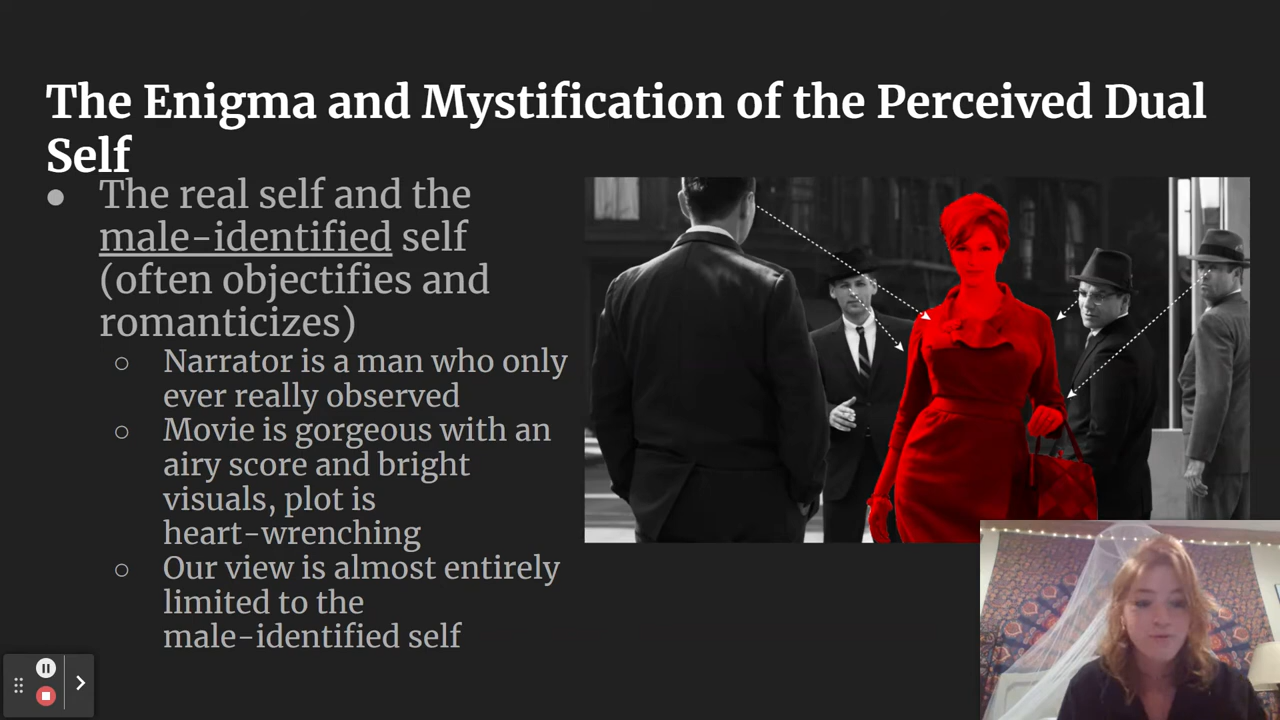 The Enigma and Mystification of the Perceived Dual
Self
● The real self and the
male-identified self
(often objectifies and
romanticizes)
○ Narrator is a man who only
ever really observed
○ Movie is gorgeous with an
airy score and bright
visuals, plot is
heart-wrenching
○ Our view is almost entirely
limited to the
male-identified self